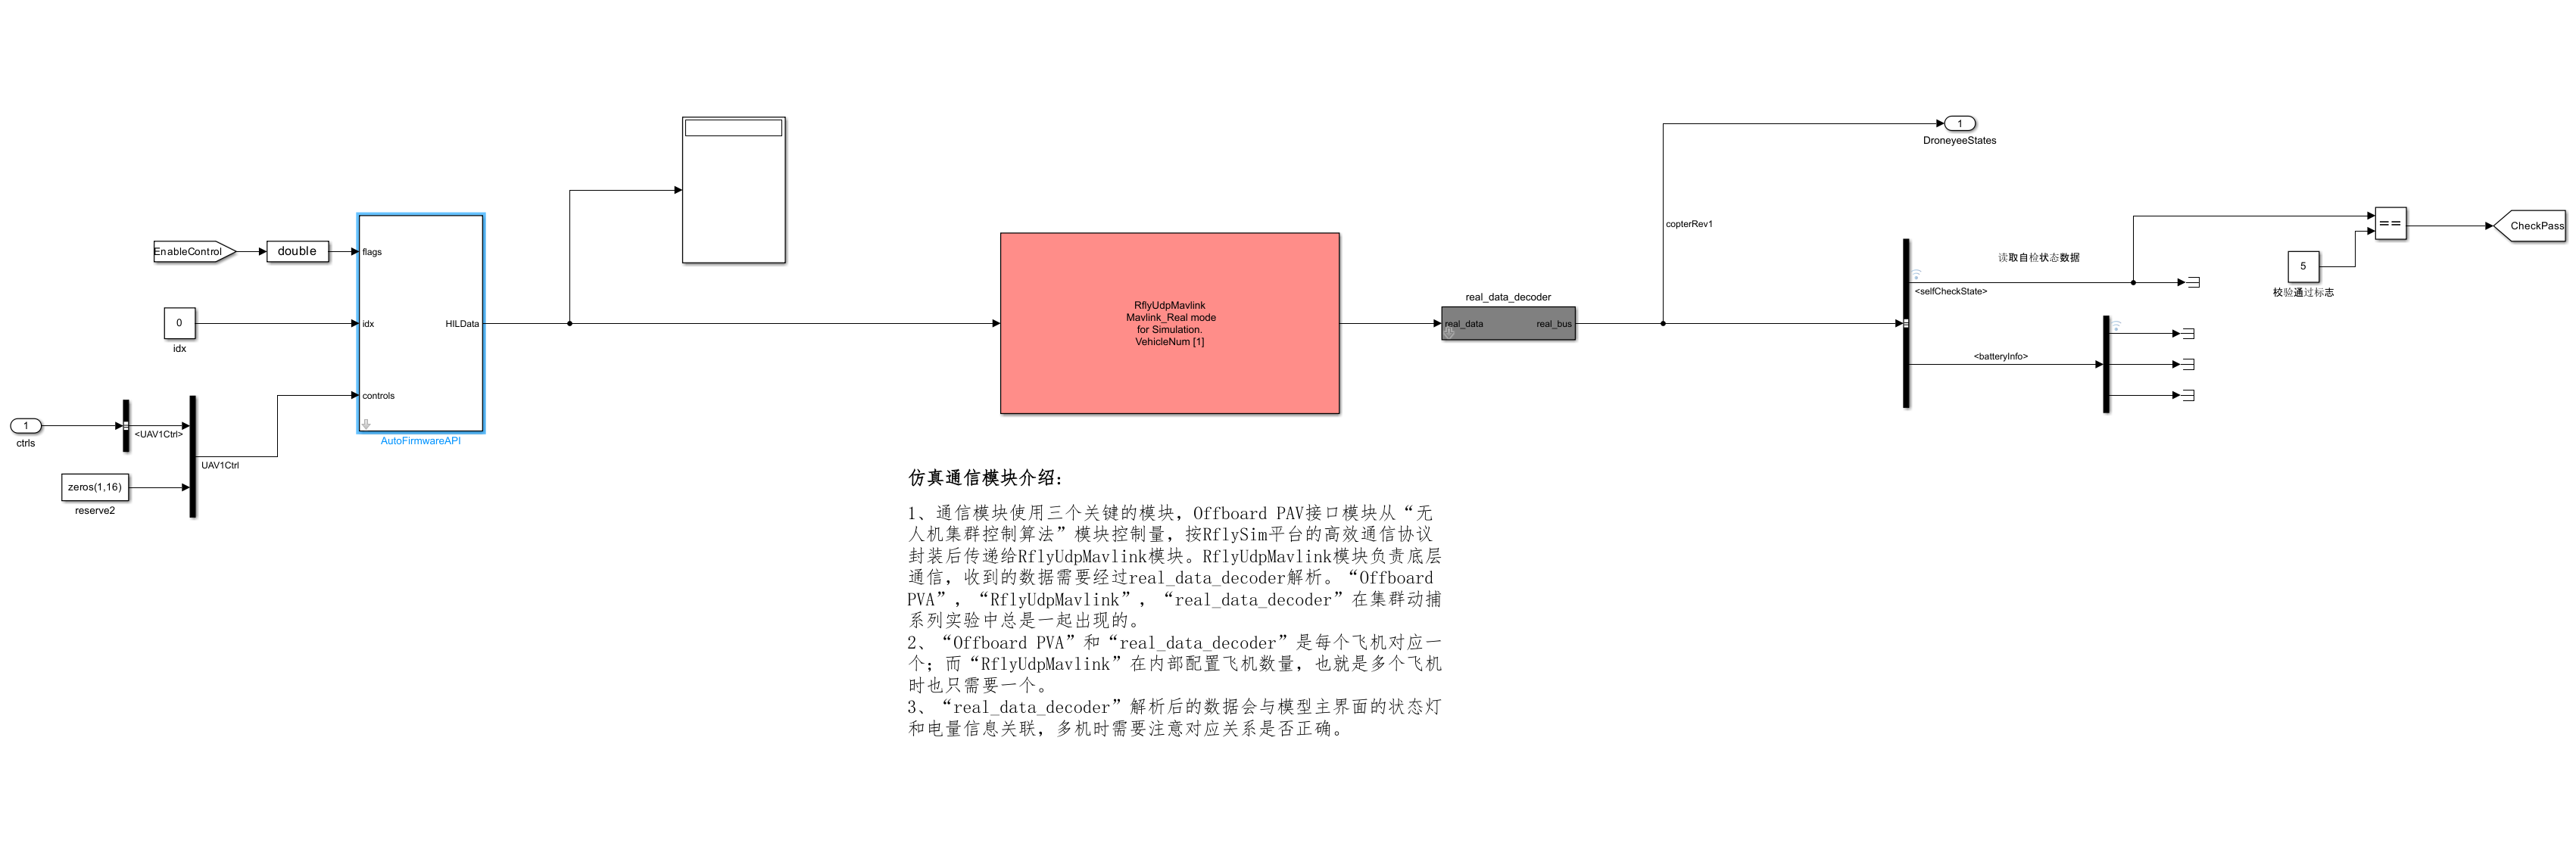 1
DroneyeeStates
copterRev1
EnableControl
double
flags
0
idx
idx
HILData
controls
AutoFirmwareAPI
1
ctrls
<UAV1Ctrl>
UAV1Ctrl
zeros(1,16)
reserve2
RflyUdpMavlink
Mavlink_Real mode
for Simulation.
VehicleNum [1]
real_data_decoder
real_data
real_bus
读取自检状态数据
<selfCheckState>
<batteryInfo>
==
5
校验通过标志
CheckPass
仿真通信模块介绍:
1、通信模块使用三个关键的模块，Offboard PAV接口模块从“无
人机集群控制算法”模块控制量，按RflySim平台的高效通信协议
封装后传递给RflyUdpMavlink模块。RflyUdpMavlink模块负责底层
通信，收到的数据需要经过real_data_decoder解析。“Offboard
PVA”，“RflyUdpMavlink”，“real_data_decoder”在集群动捕
系列实验中总是一起出现的。
2、“Offboard PVA”和“real_data_decoder”是每个飞机对应一
个；而“RflyUdpMavlink”在内部配置飞机数量，也就是多个飞机
时也只需要一个。
3、“real_data_decoder”解析后的数据会与模型主界面的状态灯
和电量信息关联，多机时需要注意对应关系是否正确。